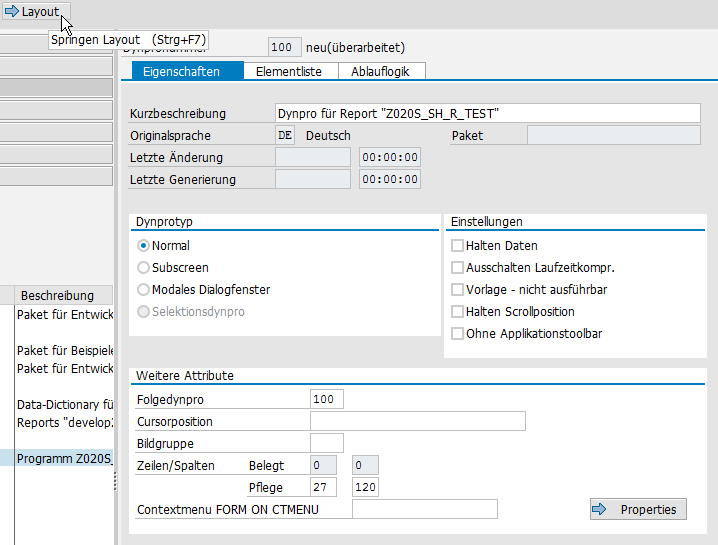 Layout
Springen Layout (Strg+F7)
Dynpronummer 100 neu(überarbeitet)
Eigenschaften Elementliste Ablauflogik
Kurzbeschreibung Dynpro für Report "Z020S_SH_R_TEST"
Originalsprache DE Deutsch Paket
Letzte Änderung 00:00:00
Letzte Generierung 00:00:00
Dynprotyp
Normal
Subscreen
Modales Dialogfenster
Selektionsdynpro
Einstellungen
Halten Daten
Ausschalten Laufzeitkompr.
Vorlage - nicht ausführbar
Halten Scrollposition
Ohne Applikationstoolbar
Beschreibung
Paket für Entwick
Paket für Beispiele
Paket für Entwick
Data-Dictionary fü
Reports "develop
Programm Z020S_
Weitere Attribute
Folgedynpro 100
Cursorposition
Bildgruppe
Zeilen/Spalten Belegt 0 0
Pflege 27 120
Contextmenu FORM ON CTMENU
Properties